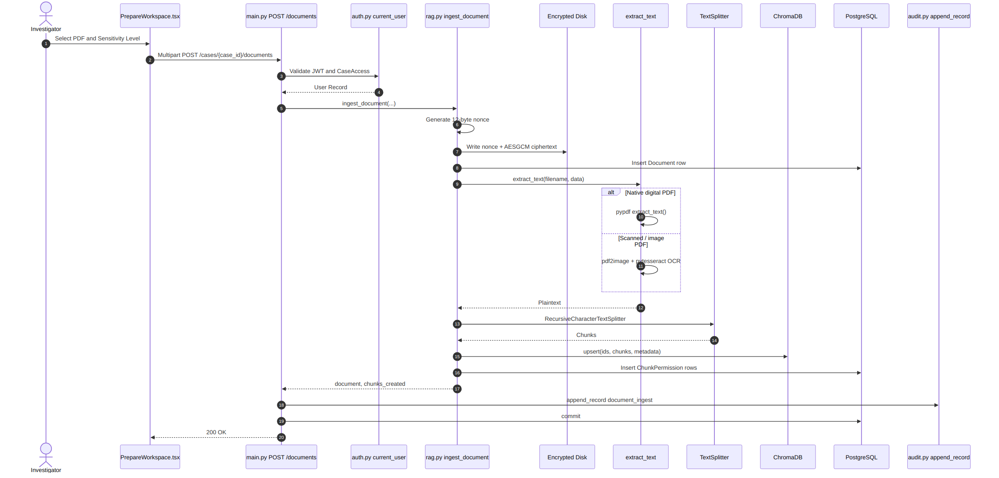 Investigator
PrepareWorkspace.tsx
main.py POST /documents
auth.py current_user
rag.py ingest_document
Encrypted Disk
extract_text
TextSplitter
ChromaDB
PostgreSQL
audit.py append_record
Select PDF and Sensitivity Level
1
Multipart POST /cases/{case_id}/documents
2
Validate JWT and CaseAccess
3
User Record
4
ingest_document(...)
5
Generate 12-byte nonce
6
Write nonce + AESGCM ciphertext
7
Insert Document row
8
extract_text(filename, data)
9
alt
[Native digital PDF]
pypdf extract_text()
10
[Scanned / image
PDF]
pdf2image + pytesseract OCR
11
Plaintext
12
RecursiveCharacterTextSplitter
13
Chunks
14
upsert(ids, chunks, metadata)
15
Insert ChunkPermission rows
16
document, chunks_created
17
append_record document_ingest
18
commit
19
200 OK
20
Investigator
PrepareWorkspace.tsx
main.py POST /documents
auth.py current_user
rag.py ingest_document
Encrypted Disk
extract_text
TextSplitter
ChromaDB
PostgreSQL
audit.py append_record